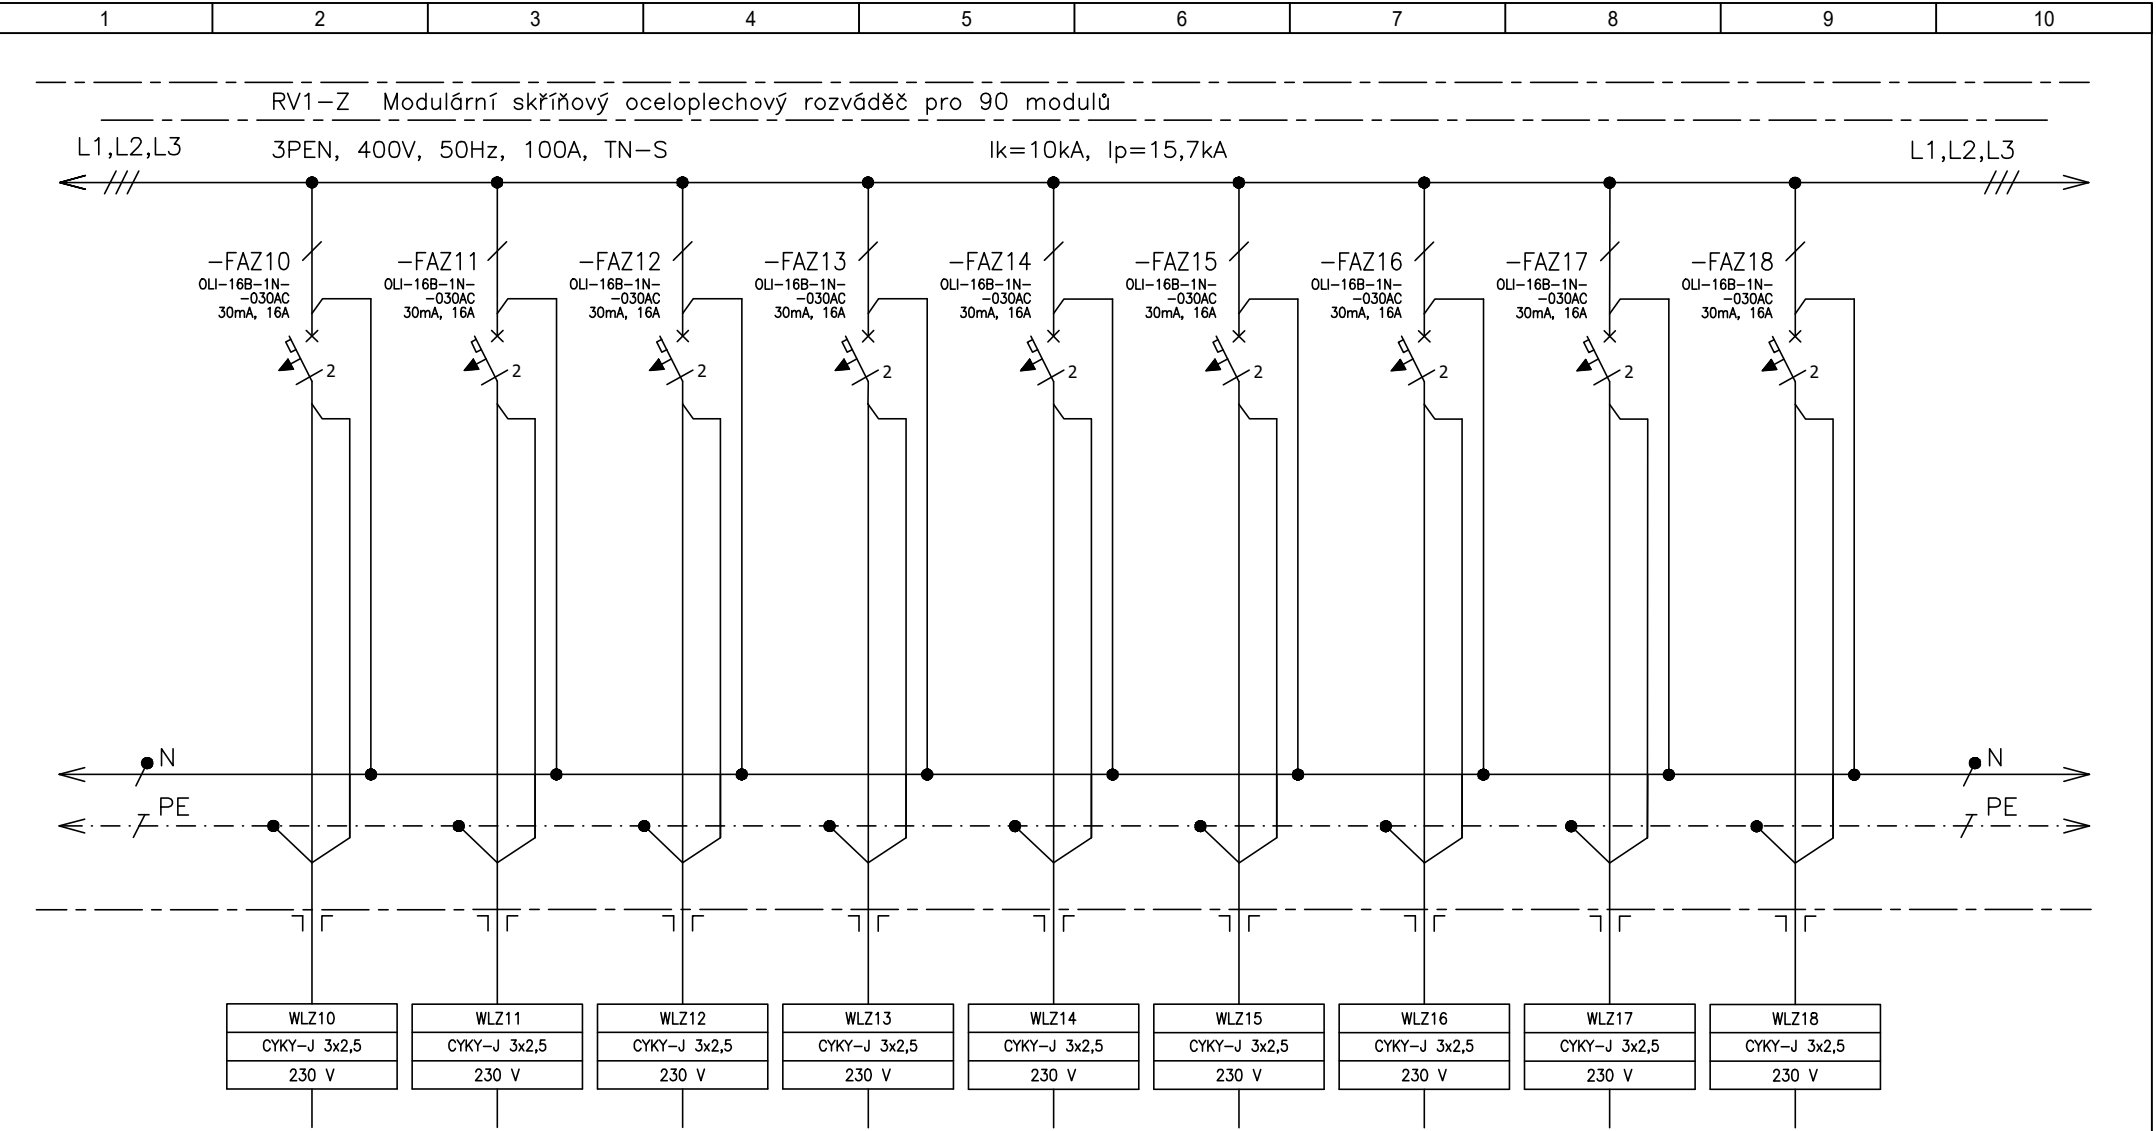 1 2 3 4 5 6 7 8 9 10
RV1-Z Modulární skříňový oceloplechový rozváděč pro 90 modulů
L1,L2,L3 3PEN, 400V, 50Hz, 100A, TN-S Ik=10kA, Ip=15,7kA L1,L2,L3
-FAZ10 -FAZ11 -FAZ12 -FAZ13 -FAZ14 -FAZ15 -FAZ16 -FAZ17 -FAZ18
OLI-16B-1N- OLI-16B-1N- OLI-16B-1N- OLI-16B-1N- OLI-16B-1N- OLI-16B-1N- OLI-16B-1N- OLI-16B-1N- OLI-16B-1N-
-030AC -030AC -030AC -030AC -030AC -030AC -030AC -030AC -030AC
30mA, 16A 30mA, 16A 30mA, 16A 30mA, 16A 30mA, 16A 30mA, 16A 30mA, 16A 30mA, 16A 30mA, 16A
2 2 2 2 2 2 2 2 2
N N
PE PE
WLZ10 WLZ11 WLZ12 WLZ13 WLZ14 WLZ15 WLZ16 WLZ17 WLZ18
CYKY-J 3x2,5 CYKY-J 3x2,5 CYKY-J 3x2,5 CYKY-J 3x2,5 CYKY-J 3x2,5 CYKY-J 3x2,5 CYKY-J 3x2,5 CYKY-J 3x2,5 CYKY-J 3x2,5
230 V 230 V 230 V 230 V 230 V 230 V 230 V 230 V 230 V